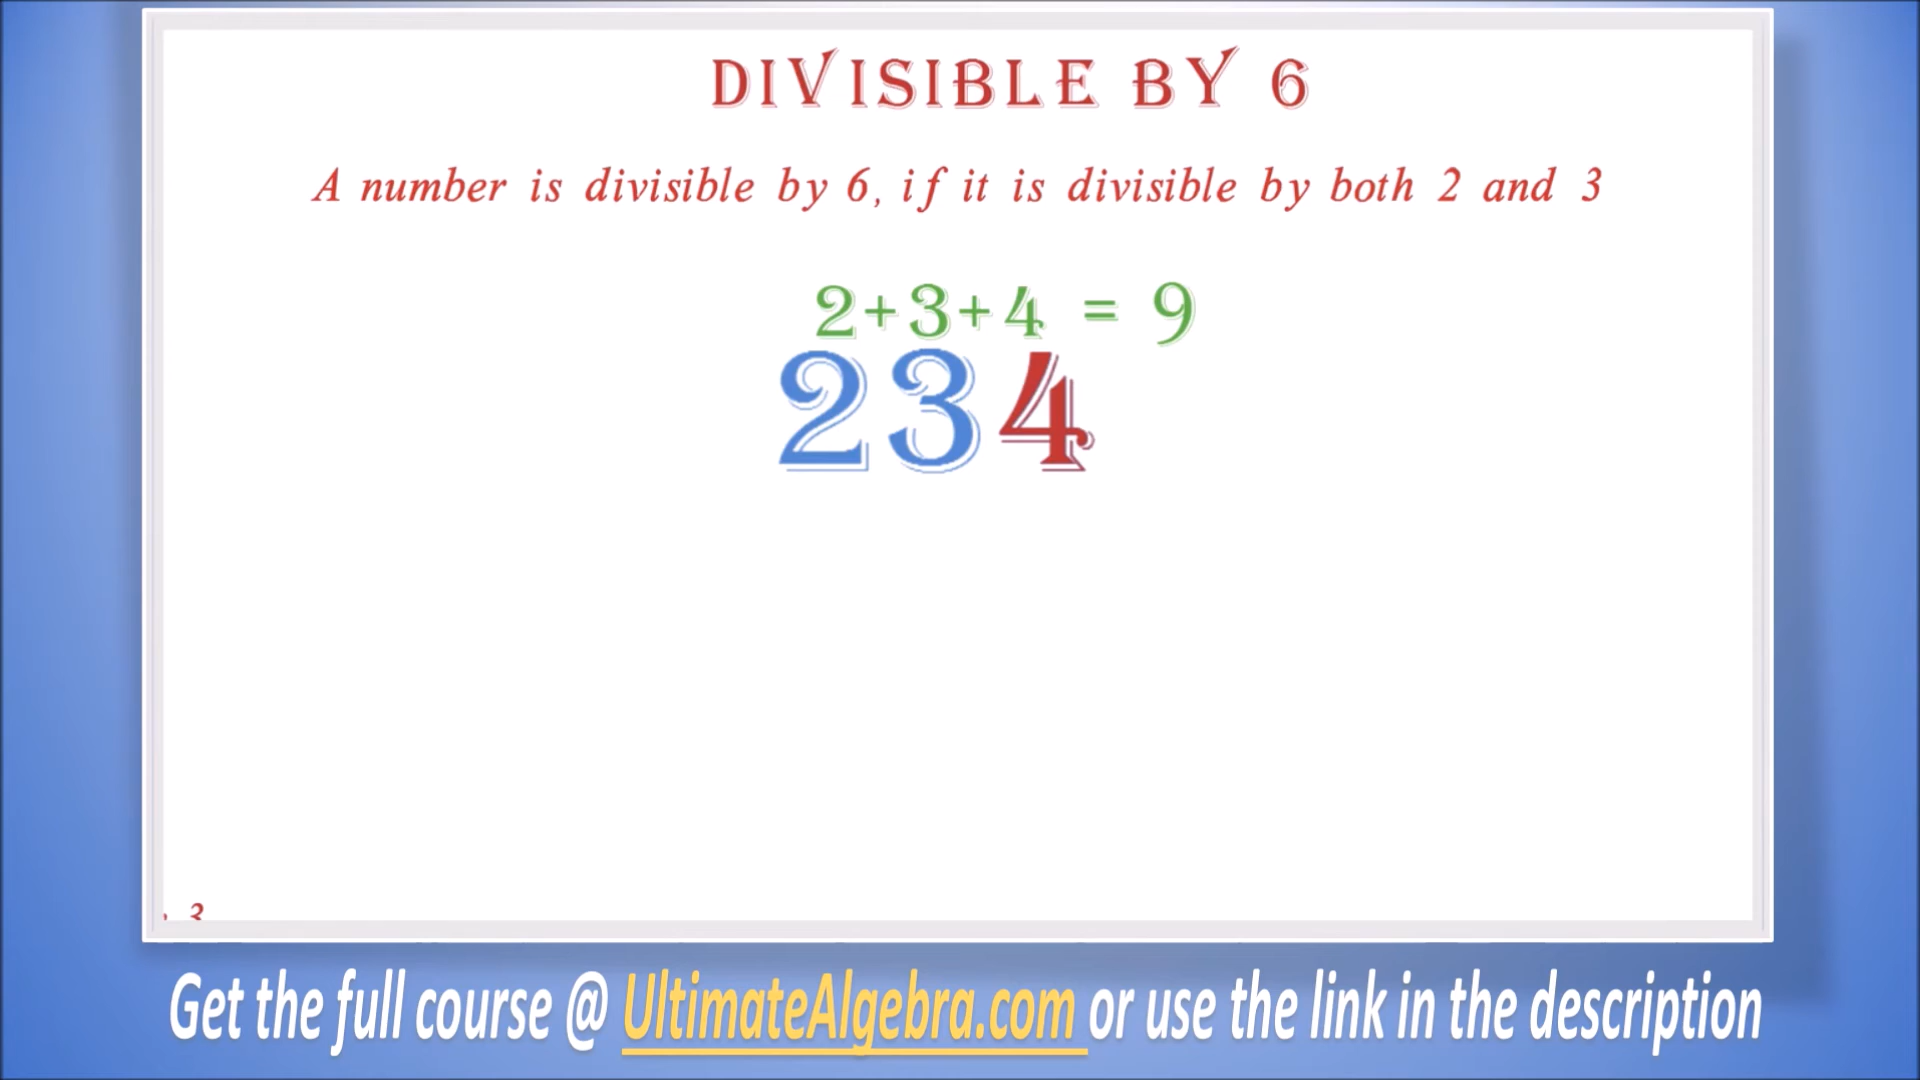 DIVISIBLE BY 6
A number is divisible by 6, if it is divisible by both 2 and 3
2+3+4 = 9
234
3
Get the full course @ UltimateAlgebra.com or use the link in the description